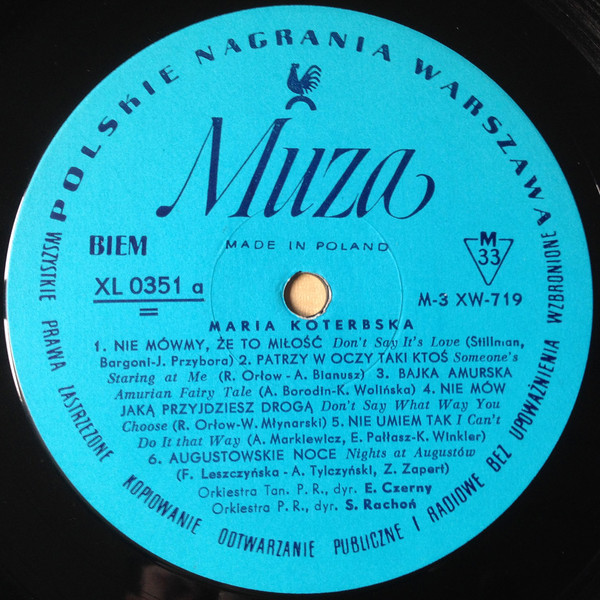 POLSKIE NAGRANIA WARSZAWA
Muza
BIEM
MADE IN POLAND
M
33
XL 0351 a
M-3 XW-719
MARIA KOTERBSKA
1. NIE MÓWMY, ŻE TO MIŁOŚĆ Don't Say It's Love (Stillman,
Bargoni-J. Przybora) 2. PATRZY W OCZY TAKI KTOŚ Someone's
Staring at Me (R. Orłow - A. Bianusz) 3. BAJKA AMURSKA
Amurian Fairy Tale (A. Borodin-K. Wolińska) 4. NIE MÓW
JAKĄ PRZYJDZIESZ DROGĄ Don't Say What Way You
Choose (R. Orłow-W. Młynarski) 5. NIE UMIEM TAK I Can't
Do It that Way (A. Markiewicz, E. Pałłasz-K. Winkler)
6. AUGUSTOWSKIE NOCE Nights at Augustów
(F. Leszczyńska - A. Tylczyński, Z. Zapert)
Orkiestra Tan. P. R., dyr. E. Czerny
Orkiestra P. R., dyr. S. Rachoń
WSZYSTKIE PRAWA ZASTRZEŻONE KOPIOWANIE ODTWARZANIE PUBLICZNE I RADIOWE BEZ UPOWAŻNIENIA WZBRONIONE